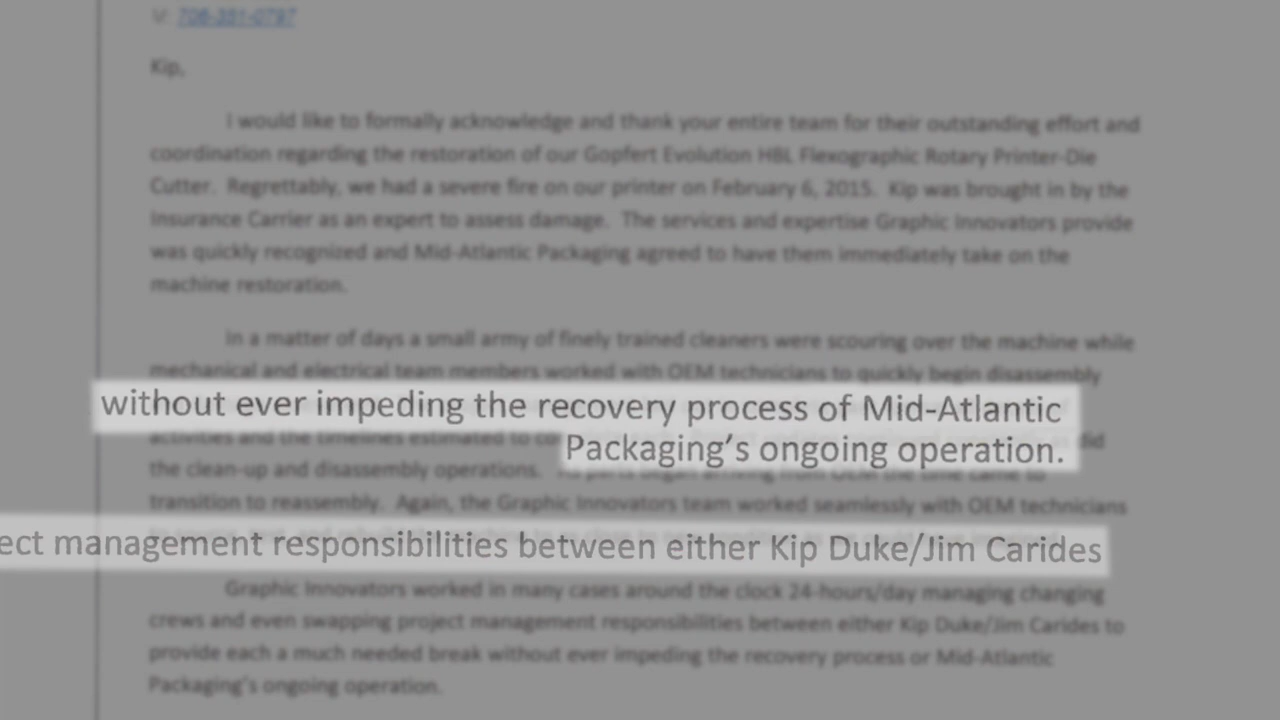 V: 708-351-0797
Kip,
I would like to formally acknowledge and thank your entire team for their outstanding effort and
coordination regarding the restoration of our Gopfert Evolution HBL Flexographic Rotary Printer-Die
Cutter. Regrettably, we had a severe fire on our printer on February 6, 2015. Kip was brought in by the
Insurance Carrier as an expert to assess damage. The services and expertise Graphic Innovators provide
was quickly recognized and Mid-Atlantic Packaging agreed to have them immediately take on the
machine restoration.
In a matter of days a small army of finely trained cleaners were scouring over the machine while
mechanical and electrical team members worked with OEM technicians to quickly begin disassembly
without ever impeding the recovery process of Mid-Atlantic
activities and the timelines estimated to did
Packaging's ongoing operation.
the clean-up and disassembly operations.
transition to reassembly. Again, the Graphic Innovators team worked seamlessly with OEM technicians
ect management responsibilities between either Kip Duke/Jim Carides
Graphic Innovators worked in many cases around the clock 24-hours/day managing changing
crews and even swapping project management responsibilities between either Kip Duke/Jim Carides to
provide each a much needed break without ever impeding the recovery process or Mid-Atlantic
Packaging's ongoing operation.